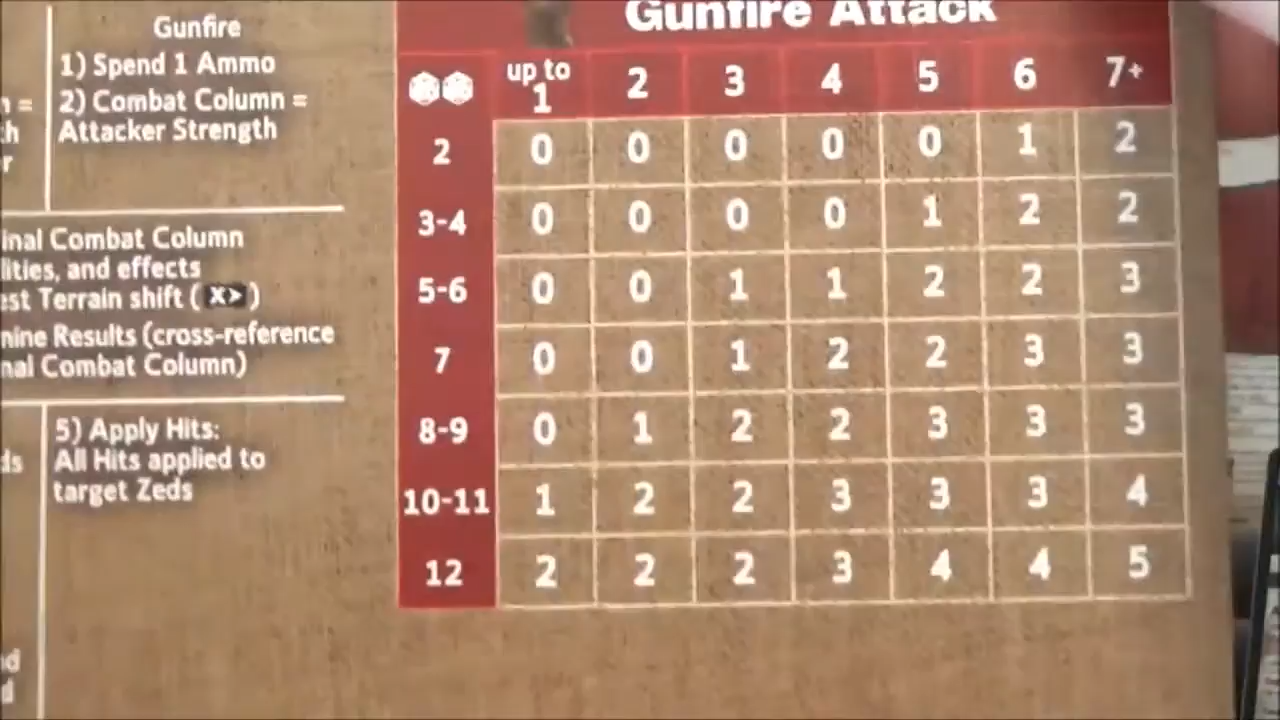 Gunfire
1) Spend 1 Ammo
2) Combat Column =
Attacker Strength
inal Combat Column
lities, and effects
est Terrain shift ( X> )
nine Results (cross-reference
nal Combat Column)
5) Apply Hits:
All Hits applied to
target Zeds
Gunfire Attack
up to 1 2 3 4 5 6 7+
2 0 0 0 0 0 1 2
3-4 0 0 0 0 1 2 2
5-6 0 0 1 1 2 2 3
7 0 0 1 2 2 3 3
8-9 0 1 2 2 3 3 3
10-11 1 2 2 3 3 3 4
12 2 2 2 3 4 4 5